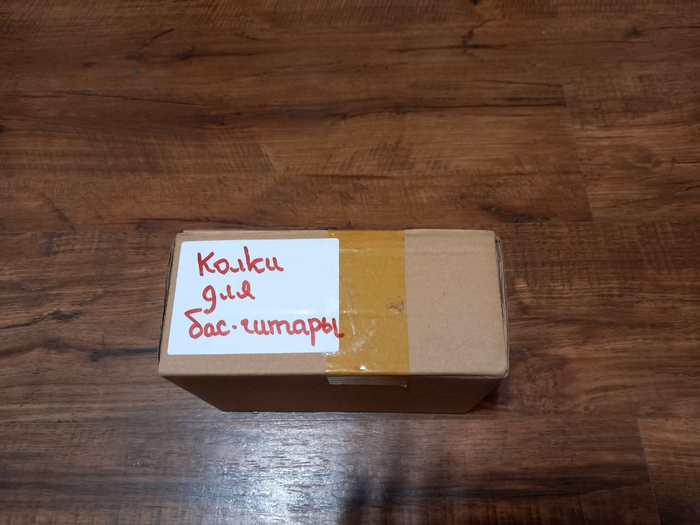 Колки
для
бас-гитары